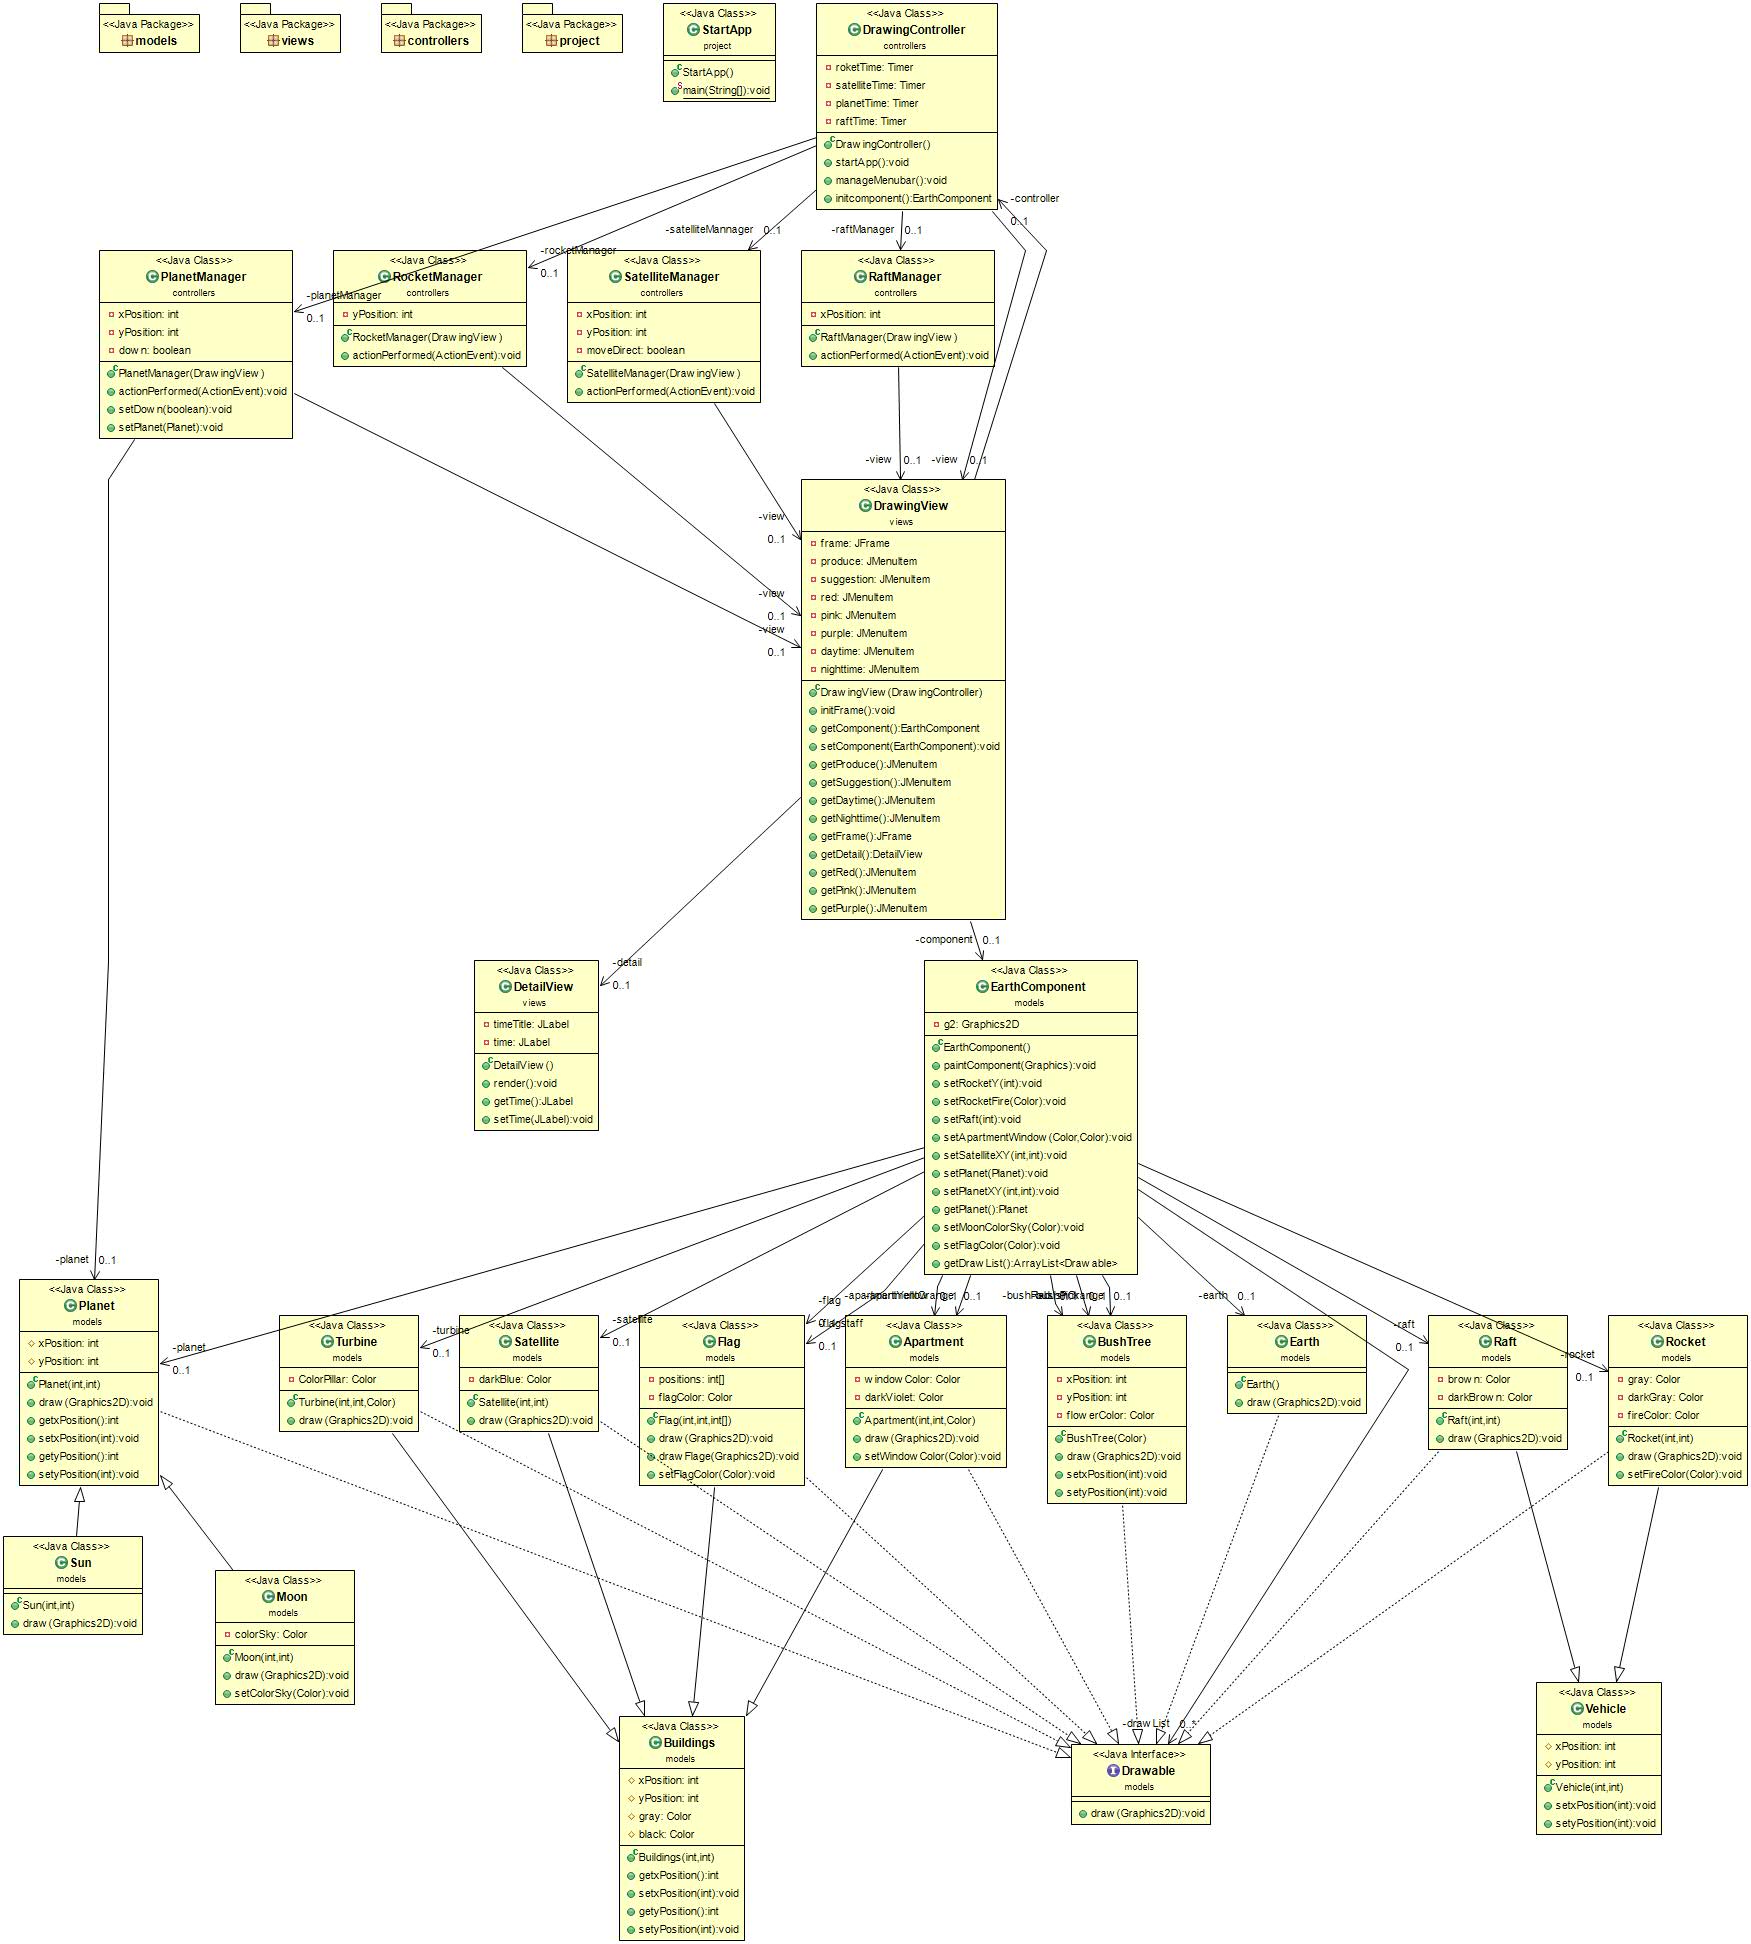 <<Java Package>>
models
<<Java Package>>
views
<<Java Package>>
controllers
<<Java Package>>
project
<<Java Class>>
StartApp
project
StartApp()
main(String[]):void
<<Java Class>>
DrawingController
controllers
roketTime: Timer
satelliteTime: Timer
planetTime: Timer
raftTime: Timer
DrawingController()
startApp():void
manageMenubar():void
initcomponent():EarthComponent
-controller
0..1
-satelliteMannager
0..1
-raftManager
0..1
-rocketManager
0..1
-planetManager
0..1
<<Java Class>>
PlanetManager
controllers
xPosition: int
yPosition: int
down: boolean
PlanetManager(DrawingView)
actionPerformed(ActionEvent):void
setDown(boolean):void
setPlanet(Planet):void
<<Java Class>>
RocketManager
controllers
yPosition: int
RocketManager(DrawingView)
actionPerformed(ActionEvent):void
<<Java Class>>
SatelliteManager
controllers
xPosition: int
yPosition: int
moveDirect: boolean
SatelliteManager(DrawingView)
actionPerformed(ActionEvent):void
<<Java Class>>
RaftManager
controllers
xPosition: int
RaftManager(DrawingView)
actionPerformed(ActionEvent):void
-view
0..1
-view
0..1
-view
0..1
-view
0..1
-view
0..1
<<Java Class>>
DrawingView
views
frame: JFrame
produce: JMenuItem
suggestion: JMenuItem
red: JMenuItem
pink: JMenuItem
purple: JMenuItem
daytime: JMenuItem
nighttime: JMenuItem
DrawingView(DrawingController)
initFrame():void
getComponent():EarthComponent
setComponent(EarthComponent):void
getProduce():JMenuItem
getSuggestion():JMenuItem
getDaytime():JMenuItem
getNighttime():JMenuItem
getFrame():JFrame
getDetail():DetailView
getRed():JMenuItem
getPink():JMenuItem
getPurple():JMenuItem
-component
0..1
-detail
0..1
<<Java Class>>
DetailView
views
timeTitle: JLabel
time: JLabel
DetailView()
render():void
getTime():JLabel
setTime(JLabel):void
<<Java Class>>
EarthComponent
models
g2: Graphics2D
EarthComponent()
paintComponent(Graphics):void
setRocketY(int):void
setRocketFire(Color):void
setRaft(int):void
setApartmentWindow(Color,Color):void
setSatelliteXY(int,int):void
setPlanet(Planet):void
setPlanetXY(int,int):void
getPlanet():Planet
setMoonColorSky(Color):void
setFlagColor(Color):void
getDrawList():ArrayList<Drawable>
-planet
0..1
-planet
0..1
-turbine
0..1
-satellite
0..1
-flag
0..1
0..1
0..1
0..1
0..1
-earth
0..1
-raft
0..1
-rocket
0..1
<<Java Class>>
Planet
models
xPosition: int
yPosition: int
Planet(int,int)
draw(Graphics2D):void
getxPosition():int
setxPosition(int):void
getyPosition():int
setyPosition(int):void
<<Java Class>>
Turbine
models
ColorPillar: Color
Turbine(int,int,Color)
draw(Graphics2D):void
<<Java Class>>
Satellite
models
darkBlue: Color
Satellite(int,int)
draw(Graphics2D):void
<<Java Class>>
Flag
models
positions: int[]
flagColor: Color
Flag(int,int,int[])
draw(Graphics2D):void
drawFlage(Graphics2D):void
setFlagColor(Color):void
<<Java Class>>
Apartment
models
windowColor: Color
darkViolet: Color
Apartment(int,int,Color)
draw(Graphics2D):void
setWindowColor(Color):void
<<Java Class>>
BushTree
models
xPosition: int
yPosition: int
flowerColor: Color
BushTree(Color)
draw(Graphics2D):void
setxPosition(int):void
setyPosition(int):void
<<Java Class>>
Earth
models
Earth()
draw(Graphics2D):void
<<Java Class>>
Raft
models
brown: Color
darkBrown: Color
Raft(int,int)
draw(Graphics2D):void
<<Java Class>>
Rocket
models
gray: Color
darkGray: Color
fireColor: Color
Rocket(int,int)
draw(Graphics2D):void
setFireColor(Color):void
<<Java Class>>
Sun
models
Sun(int,int)
draw(Graphics2D):void
<<Java Class>>
Moon
models
colorSky: Color
Moon(int,int)
draw(Graphics2D):void
setColorSky(Color):void
<<Java Class>>
Buildings
models
xPosition: int
yPosition: int
gray: Color
black: Color
Buildings(int,int)
getxPosition():int
setxPosition(int):void
getyPosition():int
setyPosition(int):void
-drawList
0..*
<<Java Interface>>
Drawable
models
draw(Graphics2D):void
<<Java Class>>
Vehicle
models
xPosition: int
yPosition: int
Vehicle(int,int)
setxPosition(int):void
setyPosition(int):void